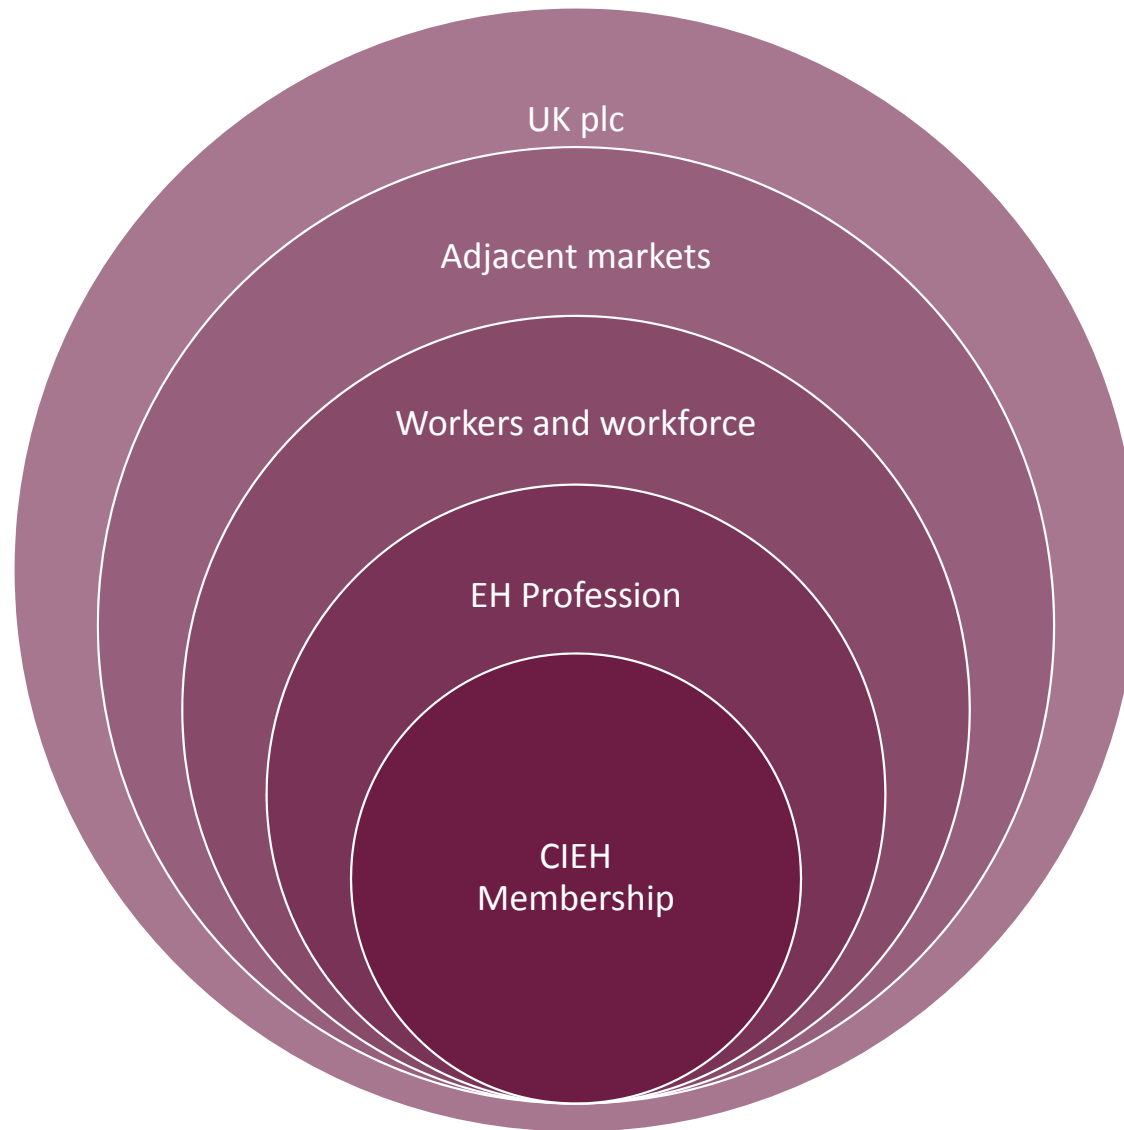 UK plc
Adjacent markets
Workers and workforce
EH Profession
CIEH
Membership